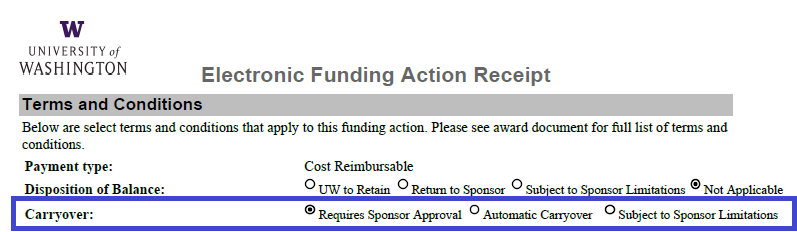 W
UNIVERSITY of
WASHINGTON
Electronic Funding Action Receipt
Terms and Conditions
Below are select terms and conditions that apply to this funding action. Please see award document for full list of terms and
conditions.
Payment type: Cost Reimbursable
Disposition of Balance: UW to Retain Return to Sponsor Subject to Sponsor Limitations Not Applicable
Carryover: Requires Sponsor Approval Automatic Carryover Subject to Sponsor Limitations